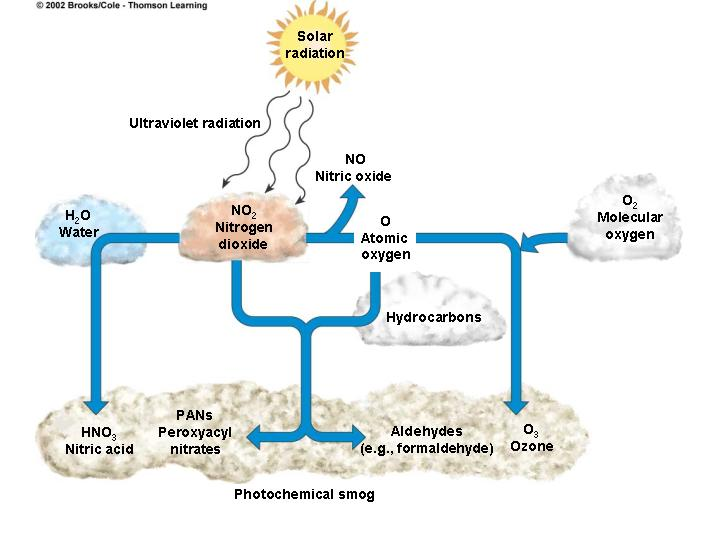 © 2002 Brooks/Cole - Thomson Learning
Solar
radiation
Ultraviolet radiation
NO
Nitric oxide
H₂O
Water
NO₂
Nitrogen
dioxide
O
Atomic
oxygen
O₂
Molecular
oxygen
Hydrocarbons
HNO₃
Nitric acid
PANs
Peroxyacyl
nitrates
Aldehydes
(e.g., formaldehyde)
O₃
Ozone
Photochemical smog